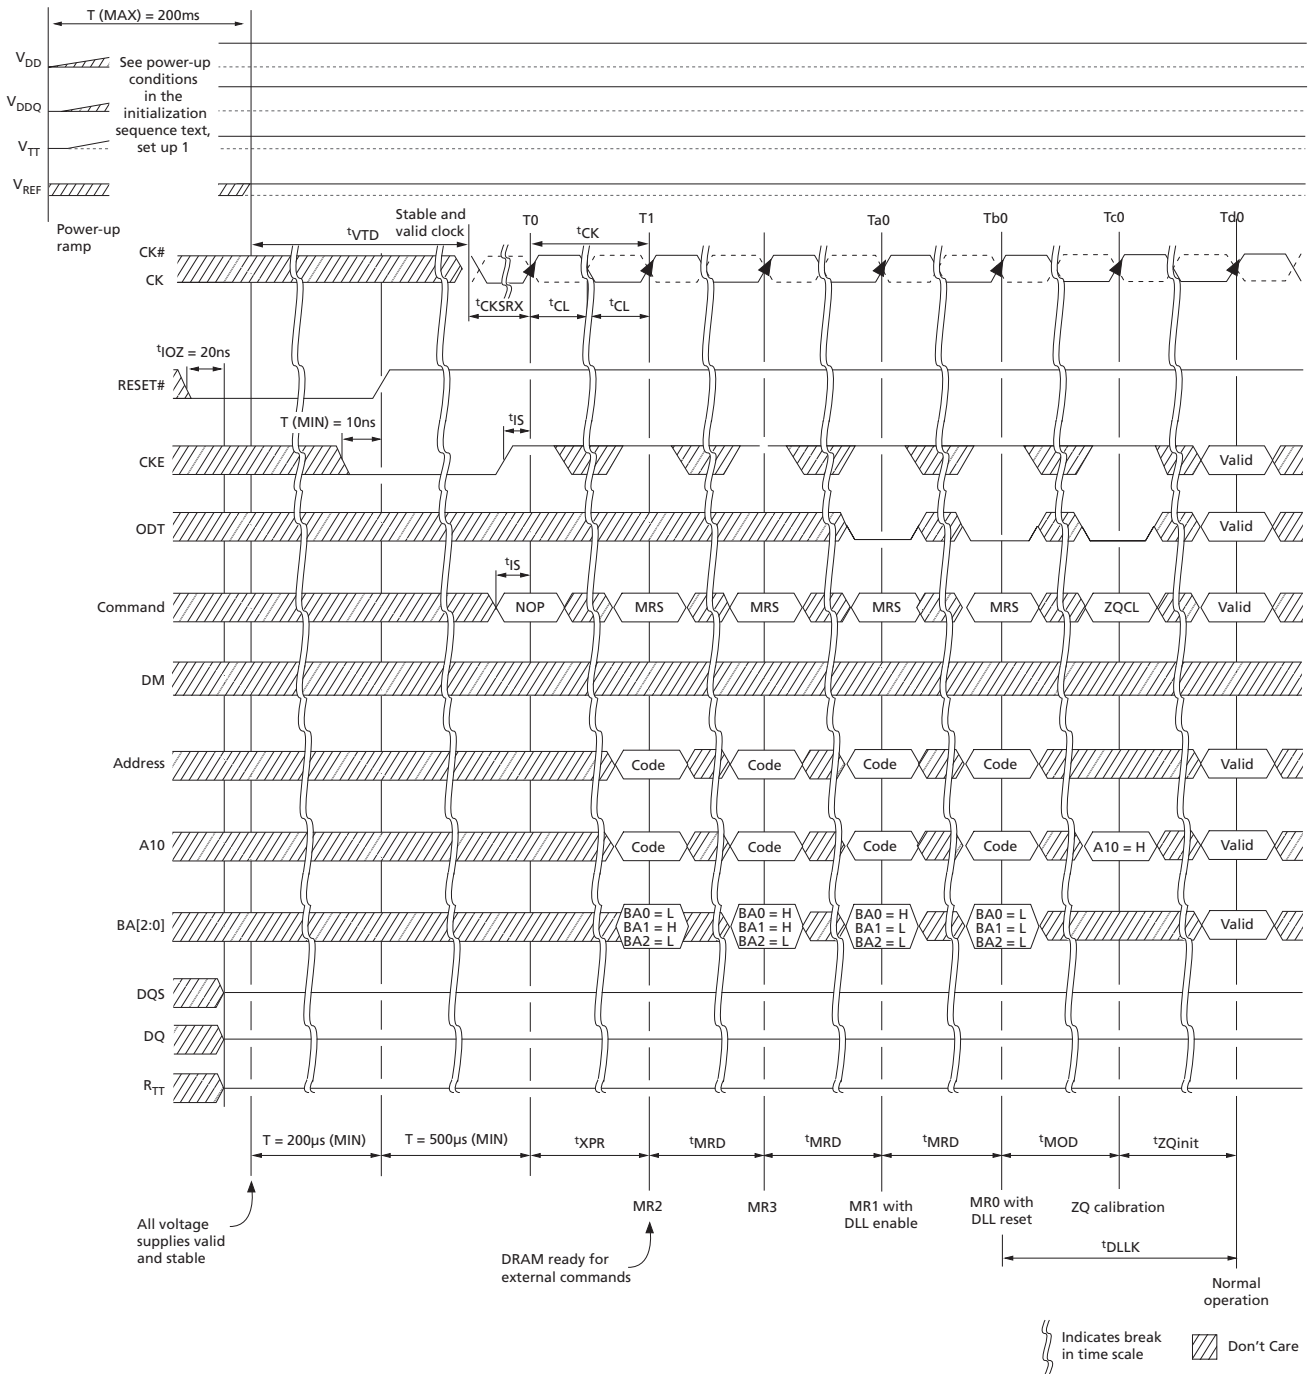 T (MAX) = 200ms
VDD
See power-up
conditions
in the
initialization
sequence text,
set up 1
VDDQ
VTT
VREF
Power-up
ramp
Stable and
valid clock
T0
T1
Ta0
Tb0
Tc0
Td0
tVTD
tCK
CK#
CK
tCKSRX
tCL
tCL
tIOZ = 20ns
RESET#
T (MIN) = 10ns
tIS
CKE
Valid
ODT
Valid
tIS
Command
NOP
MRS
MRS
MRS
MRS
ZQCL
Valid
DM
Address
Code
Code
Code
Code
Valid
A10
Code
Code
Code
Code
A10 = H
Valid
BA[2:0]
BA0 = L
BA1 = H
BA2 = L
BA0 = H
BA1 = H
BA2 = L
BA0 = H
BA1 = L
BA2 = L
BA0 = L
BA1 = L
BA2 = L
Valid
DQS
DQ
RTT
T = 200µs (MIN)
T = 500µs (MIN)
tXPR
tMRD
tMRD
tMRD
tMOD
tZQinit
MR2
MR3
MR1 with
DLL enable
MR0 with
DLL reset
ZQ calibration
All voltage
supplies valid
and stable
DRAM ready for
external commands
tDLLK
Normal
operation
Indicates break
in time scale
Don't Care